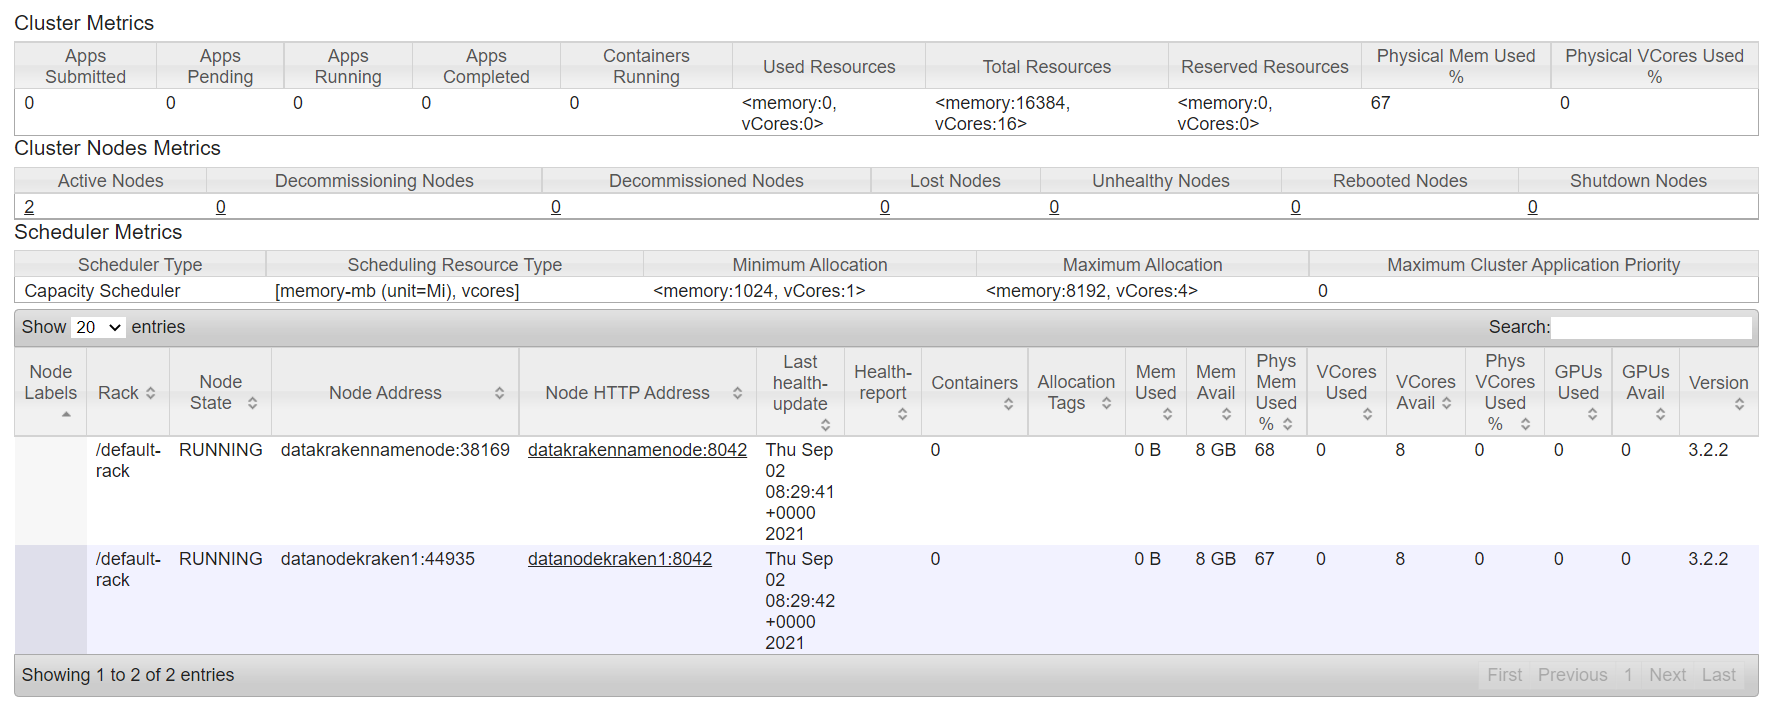 Cluster Metrics
Apps Submitted Apps Pending Apps Running Apps Completed Containers Running Used Resources Total Resources Reserved Resources Physical Mem Used % Physical VCores Used %
0 0 0 0 0 <memory:0, vCores:0> <memory:16384, vCores:16> <memory:0, vCores:0> 67 0
Cluster Nodes Metrics
Active Nodes Decommissioning Nodes Decommissioned Nodes Lost Nodes Unhealthy Nodes Rebooted Nodes Shutdown Nodes
2 0 0 0 0 0 0
Scheduler Metrics
Scheduler Type Scheduling Resource Type Minimum Allocation Maximum Allocation Maximum Cluster Application Priority
Capacity Scheduler [memory-mb (unit=Mi), vcores] <memory:1024, vCores:1> <memory:8192, vCores:4> 0
Show 20 entries Search:
Node Labels Rack Node State Node Address Node HTTP Address Last health-update Health-report Containers Allocation Tags Mem Used Mem Avail Phys Mem Used % VCores Used VCores Avail Phys VCores Used % GPUs Used GPUs Avail Version
/default-rack RUNNING datakrakennamenode:38169 datakrakennamenode:8042 Thu Sep 02 08:29:41 +0000 2021 0 0 B 8 GB 68 0 8 0 0 0 3.2.2
/default-rack RUNNING datanodekraken1:44935 datanodekraken1:8042 Thu Sep 02 08:29:42 +0000 2021 0 0 B 8 GB 67 0 8 0 0 0 3.2.2
Showing 1 to 2 of 2 entries First Previous 1 Next Last